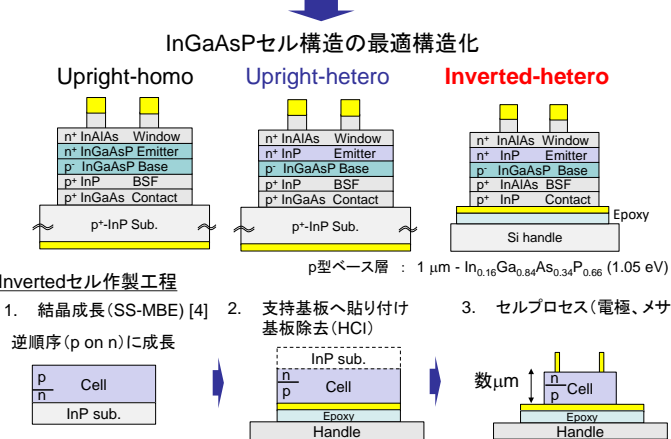 InGaAsPセル構造の最適構造化
Upright-homo
n⁺ InAlAs Window
n⁺ InGaAsP Emitter
p⁻ InGaAsP Base
p⁺ InP BSF
p⁺ InGaAs Contact
p⁺-InP Sub.
Upright-hetero
n⁺ InAlAs Window
n⁺ InP Emitter
p⁻ InGaAsP Base
p⁺ InP BSF
p⁺ InGaAs Contact
p⁺-InP Sub.
Inverted-hetero
n⁺ InAlAs Window
n⁺ InP Emitter
p⁻ InGaAsP Base
p⁺ InAlAs BSF
p⁺ InP Contact
Epoxy
Si handle
p型ベース層 : 1 μm - In₀.₁₆Ga₀.₈₄As₀.₃₄P₀.₆₆ (1.05 eV)
Invertedセル作製工程
1. 結晶成長(SS-MBE) [4]
逆順序(p on n)に成長
p
n
Cell
InP sub.
2. 支持基板へ貼り付け
基板除去(HCl)
InP sub.
n
p
Cell
Epoxy
Handle
3. セルプロセス(電極、メサ
数μm
n
p
Cell
Epoxy
Handle